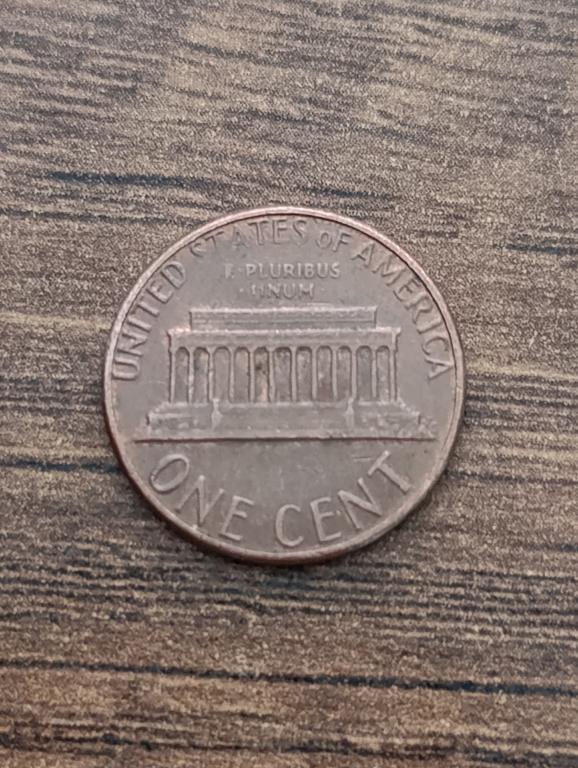 UNITED STATES oF AMERICA
E·PLURIBUS
·UNUM·
ONE CENT